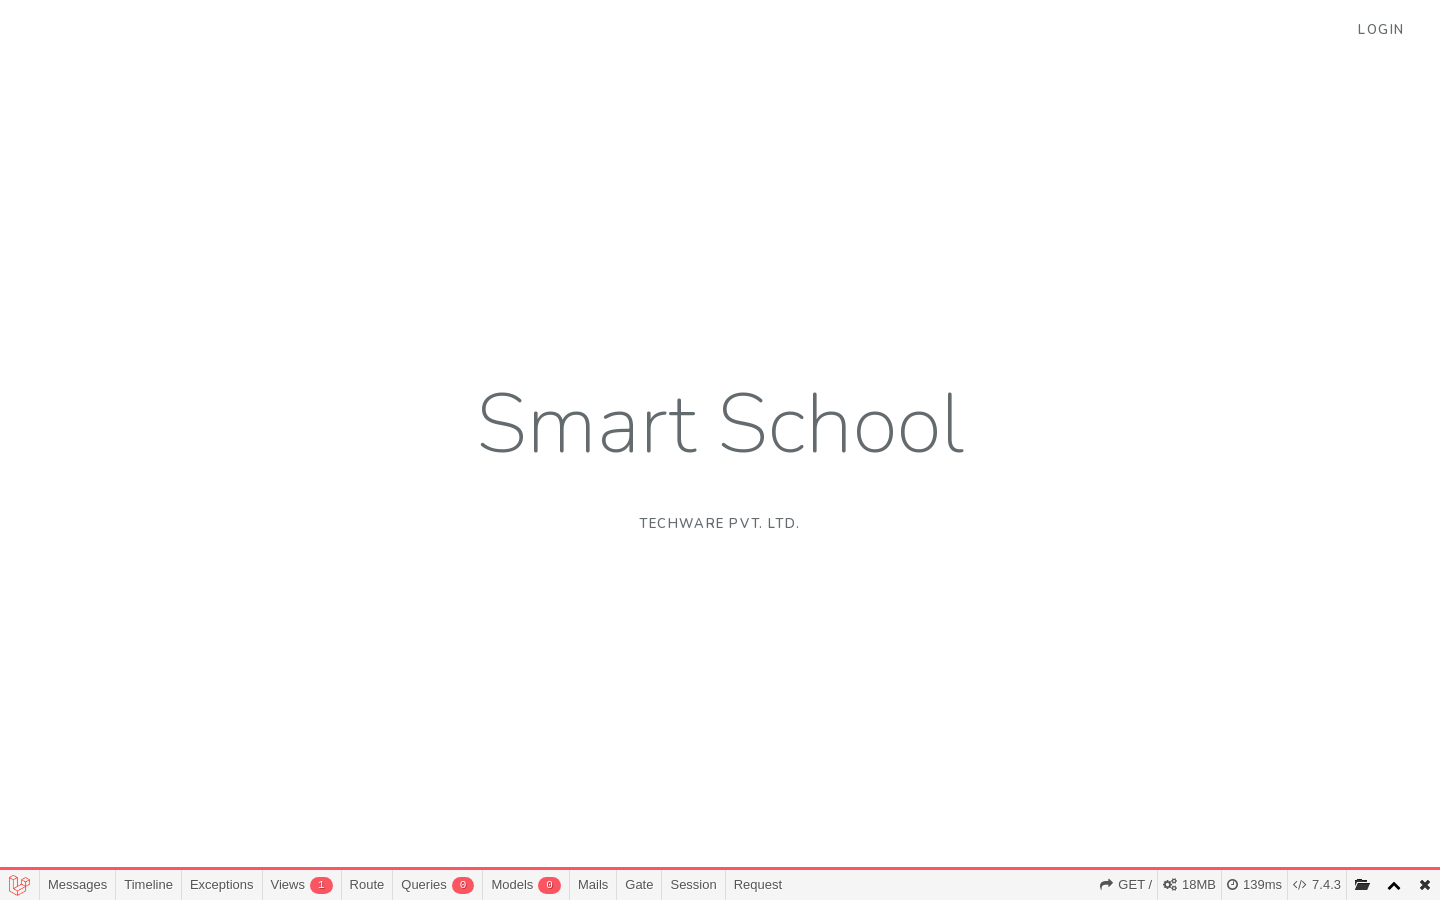 LOGIN
Smart School
TECHWARE PVT. LTD.
Messages Timeline Exceptions Views 1 Route Queries 0 Models 0 Mails Gate Session Request GET / 18MB 139ms 7.4.3